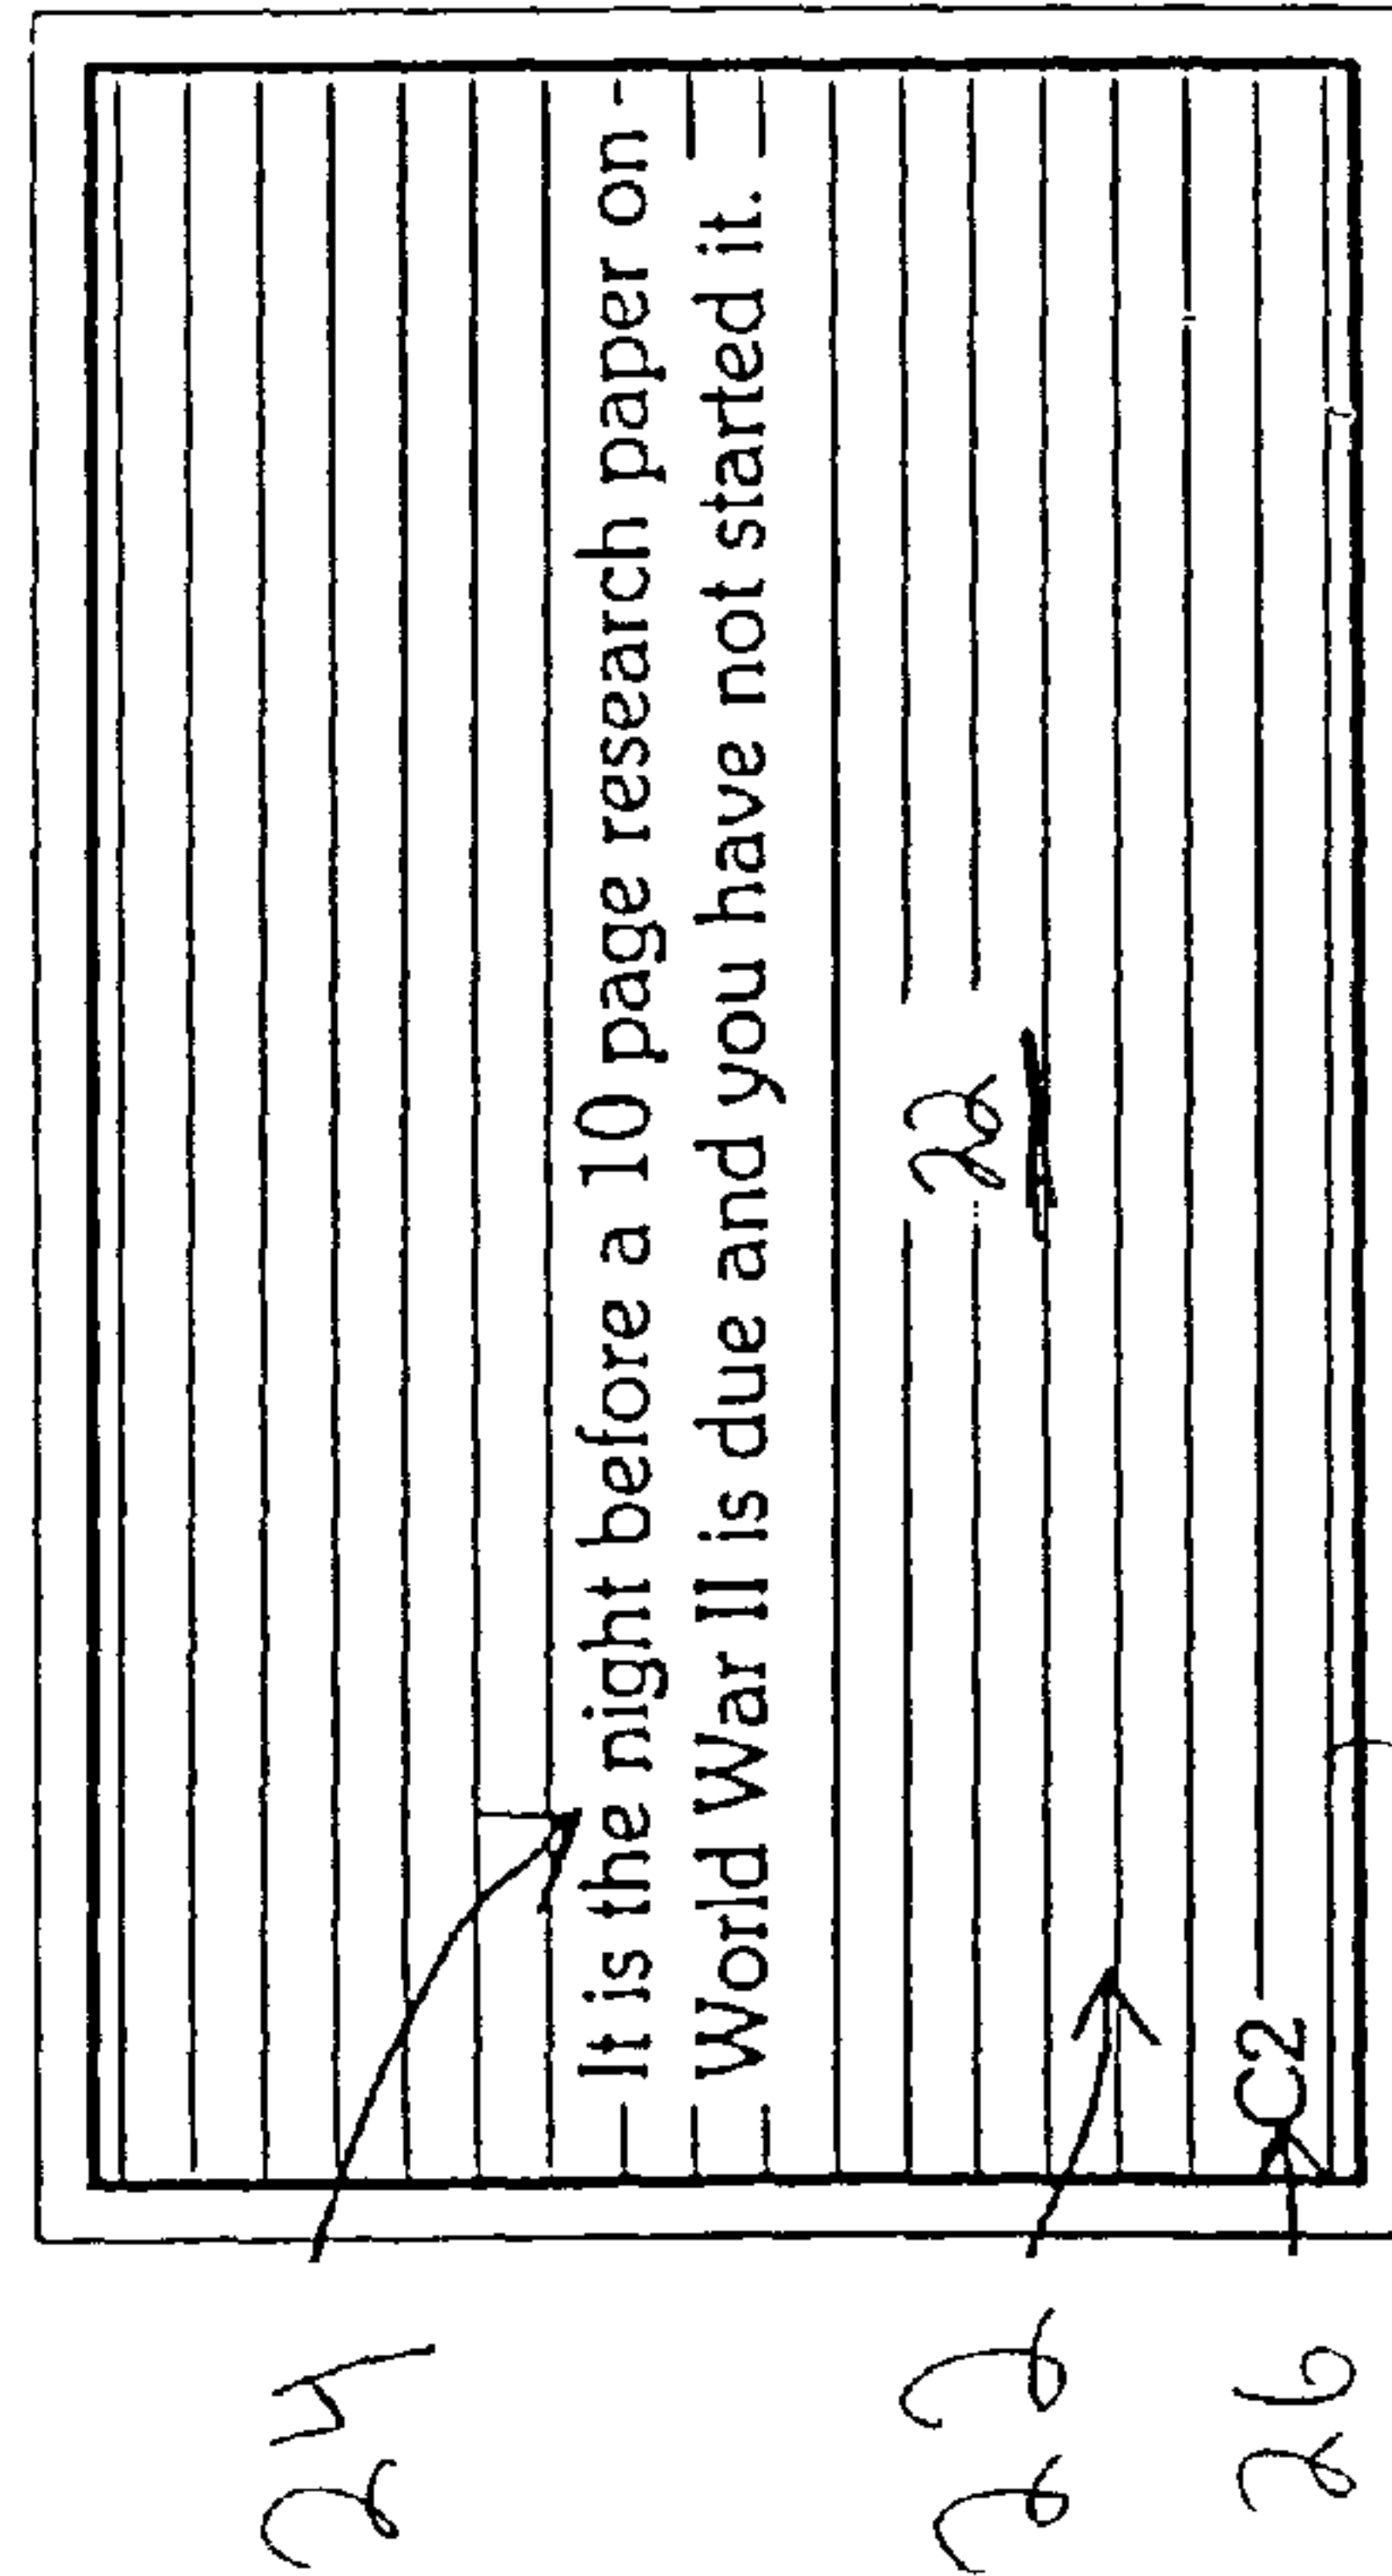 It is the night before a 10 page research paper on
World War II is due and you have not started it.
22
C2
24
22
26